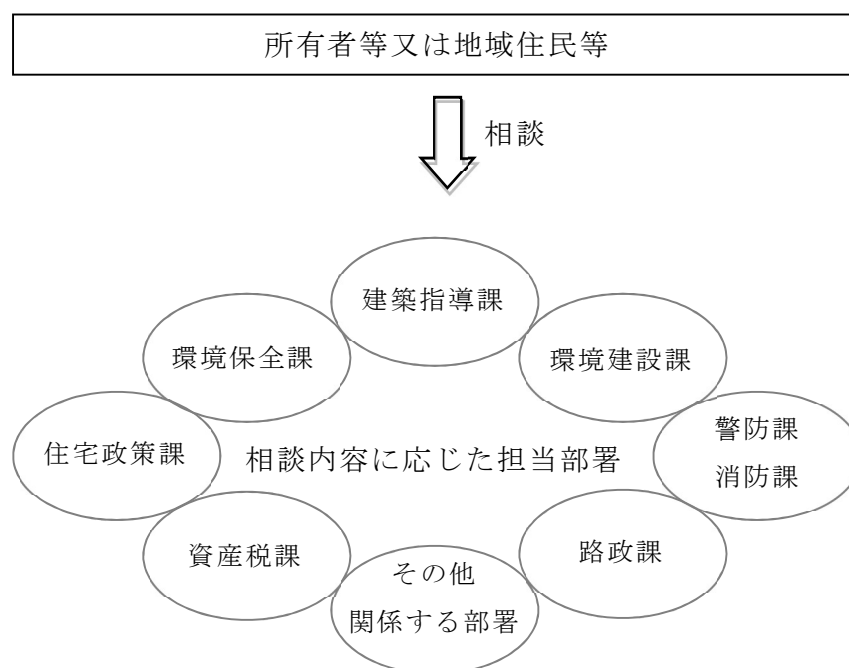 所有者等又は地域住民等
相談
建築指導課
環境保全課
環境建設課
住宅政策課
相談内容に応じた担当部署
警防課
消防課
資産税課
路政課
その他
関係する部署